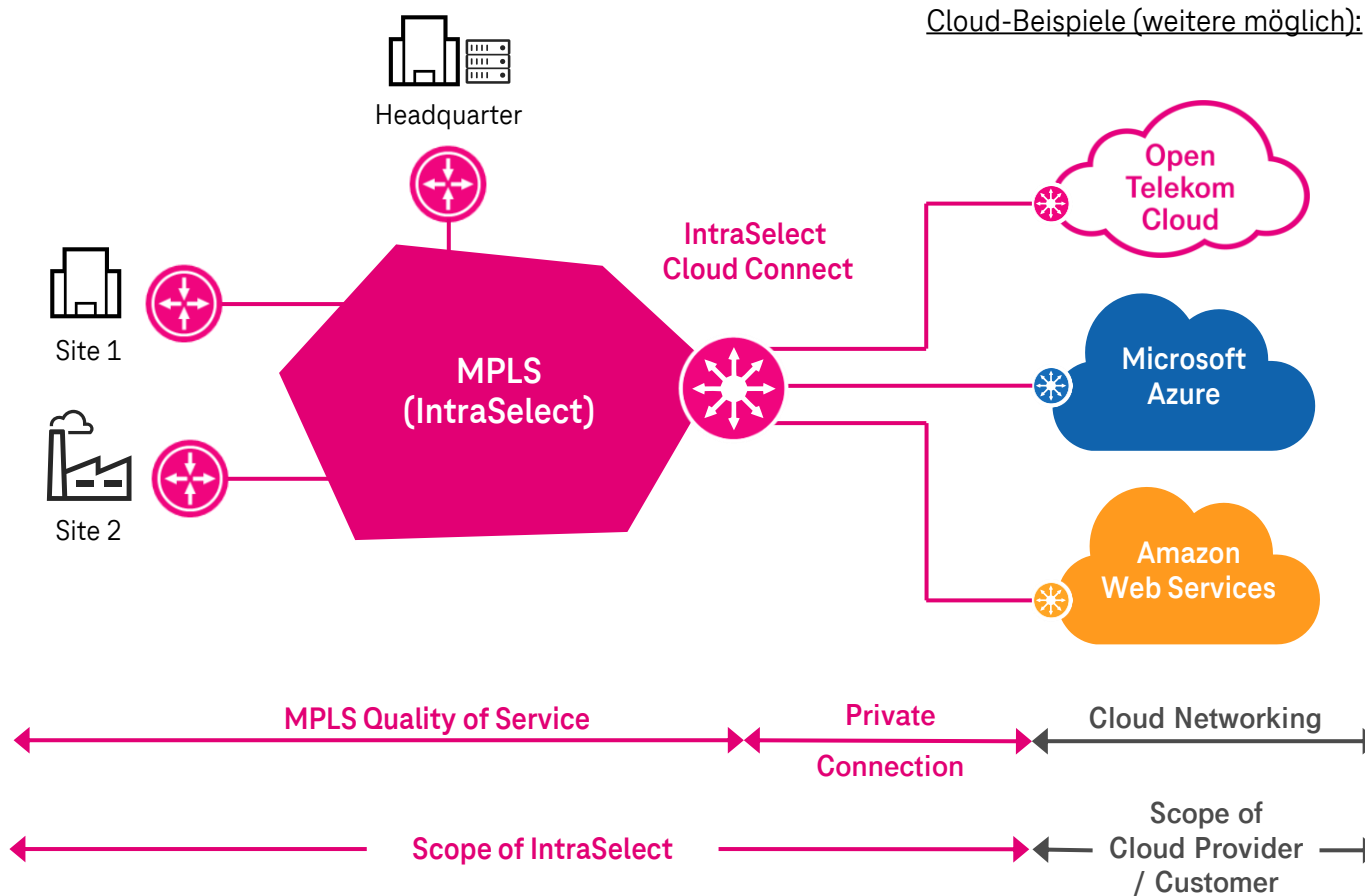 Cloud-Beispiele (weitere möglich):
Headquarter
Open
Telekom
Cloud
IntraSelect
Cloud Connect
Site 1
MPLS
(IntraSelect)
Microsoft
Azure
Site 2
Amazon
Web Services
MPLS Quality of Service
Private
Connection
Cloud Networking
Scope of IntraSelect
Scope of
Cloud Provider
/ Customer